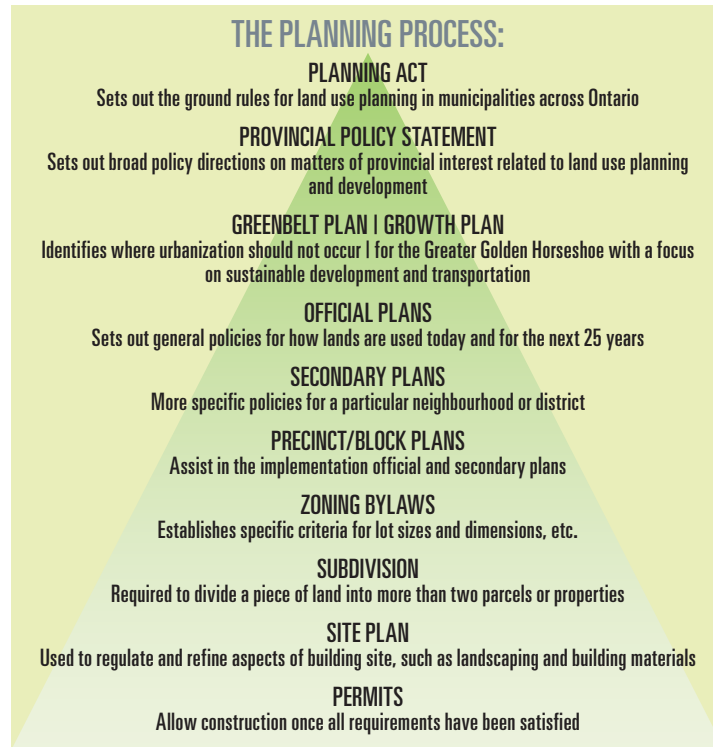 THE PLANNING PROCESS:
PLANNING ACT
Sets out the ground rules for land use planning in municipalities across Ontario
PROVINCIAL POLICY STATEMENT
Sets out broad policy directions on matters of provincial interest related to land use planning
and development
GREENBELT PLAN | GROWTH PLAN
Identifies where urbanization should not occur | for the Greater Golden Horseshoe with a focus
on sustainable development and transportation
OFFICIAL PLANS
Sets out general policies for how lands are used today and for the next 25 years
SECONDARY PLANS
More specific policies for a particular neighbourhood or district
PRECINCT/BLOCK PLANS
Assist in the implementation official and secondary plans
ZONING BYLAWS
Establishes specific criteria for lot sizes and dimensions, etc.
SUBDIVISION
Required to divide a piece of land into more than two parcels or properties
SITE PLAN
Used to regulate and refine aspects of building site, such as landscaping and building materials
PERMITS
Allow construction once all requirements have been satisfied